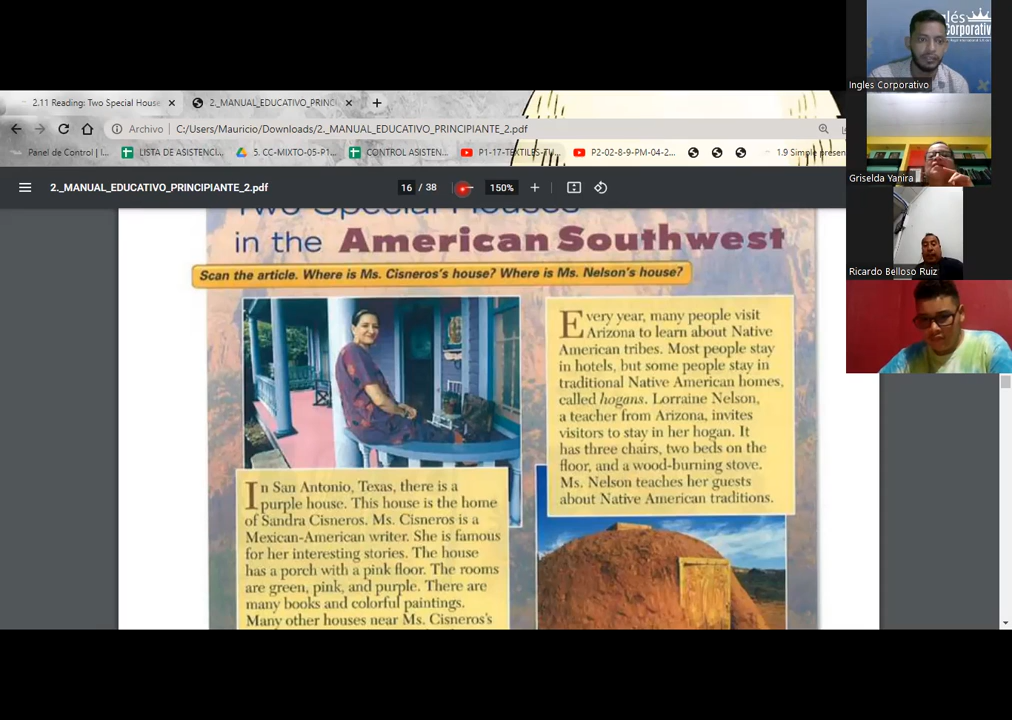 2.11 Reading: Two Special House
2._MANUAL_EDUCATIVO_PRINCI
Archivo
C:/Users/Mauricio/Downloads/2._MANUAL_EDUCATIVO_PRINCIPIANTE_2.pdf
Panel de Control | I...
LISTA DE ASISTENCI...
5. CC-MIXTO-05-P1...
CONTROL ASISTEN...
P1-17-TEXTILES-TU...
P2-02-8-9-PM-04-2...
1.9 Simple presen
2._MANUAL_EDUCATIVO_PRINCIPIANTE_2.pdf
16 / 38
150%
Two Special Houses
in the American Southwest
Scan the article. Where is Ms. Cisneros's house? Where is Ms. Nelson's house?
In San Antonio, Texas, there is a
purple house. This house is the home
of Sandra Cisneros. Ms. Cisneros is a
Mexican-American writer. She is famous
for her interesting stories. The house
has a porch with a pink floor. The rooms
are green, pink, and purple. There are
many books and colorful paintings.
Many other houses near Ms. Cisneros's
Every year, many people visit
Arizona to learn about Native
American tribes. Most people stay
in hotels, but some people stay in
traditional Native American homes,
called hogans. Lorraine Nelson,
a teacher from Arizona, invites
visitors to stay in her hogan. It
has three chairs, two beds on the
floor, and a wood-burning stove.
Ms. Nelson teaches her guests
about Native American traditions.
glés
Corporativ
Ingles Corporativo
Griselda Yanira
Ricardo Belloso Ruiz